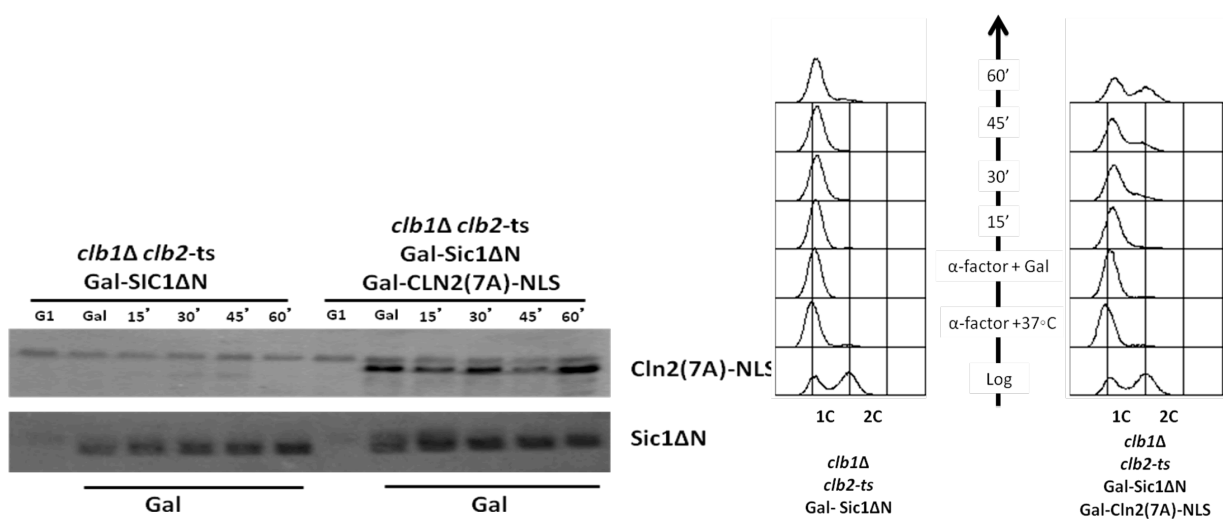 clb1Δ clb2-ts
Gal-SIC1ΔN
clb1Δ clb2-ts
Gal-Sic1ΔN
Gal-CLN2(7A)-NLS
G1 Gal 15’ 30’ 45’ 60’ G1 Gal 15’ 30’ 45’ 60’
Cln2(7A)-NLS
Sic1ΔN
Gal Gal
60’
45’
30’
15’
α-factor + Gal
α-factor +37◦C
Log
1C 2C 1C 2C
clb1Δ
clb2-ts
Gal- Sic1ΔN
clb1Δ
clb2-ts
Gal-Sic1ΔN
Gal-Cln2(7A)-NLS